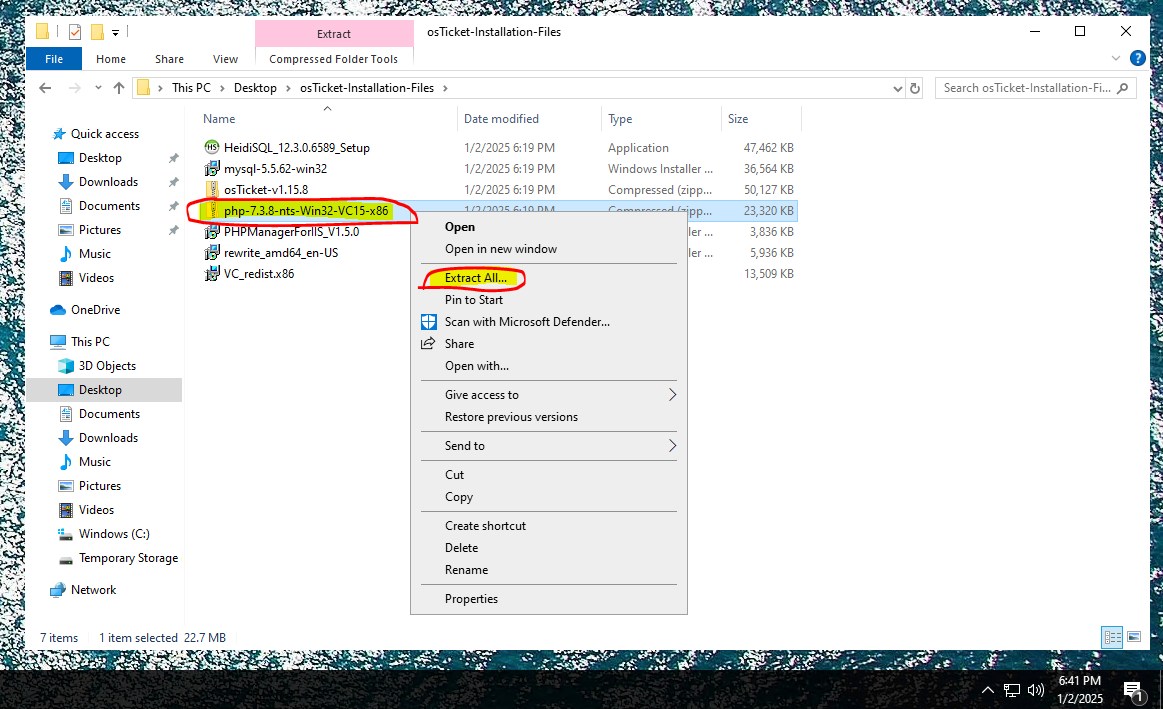 Extract
osTicket-Installation-Files
File
Home
Share
View
Compressed Folder Tools
?
This PC
Desktop
osTicket-Installation-Files
Search osTicket-Installation-Fi...
Name
Date modified
Type
Size
Quick access
Desktop
Downloads
Documents
Pictures
Music
Videos
OneDrive
This PC
3D Objects
Desktop
Documents
Downloads
Music
Pictures
Videos
Windows (C:)
Temporary Storage
Network
HS HeidiSQL_12.3.0.6589_Setup 1/2/2025 6:19 PM Application 47,462 KB
mysql-5.5.62-win32 1/2/2025 6:19 PM Windows Installer ... 36,564 KB
osTicket-v1.15.8 1/2/2025 6:19 PM Compressed (zipp... 50,127 KB
php-7.3.8-nts-Win32-VC15-x86 1/2/2025 6:19 PM Compressed (zipp... 23,320 KB
PHPManagerForIIS_V1.5.0 ler ... 3,836 KB
rewrite_amd64_en-US ler ... 5,936 KB
VC_redist.x86 13,509 KB
Open
Open in new window
Extract All...
Pin to Start
Scan with Microsoft Defender...
Share
Open with...
Give access to
Restore previous versions
Send to
Cut
Copy
Create shortcut
Delete
Rename
Properties
7 items
1 item selected 22.7 MB
6:41 PM
1/2/2025
1